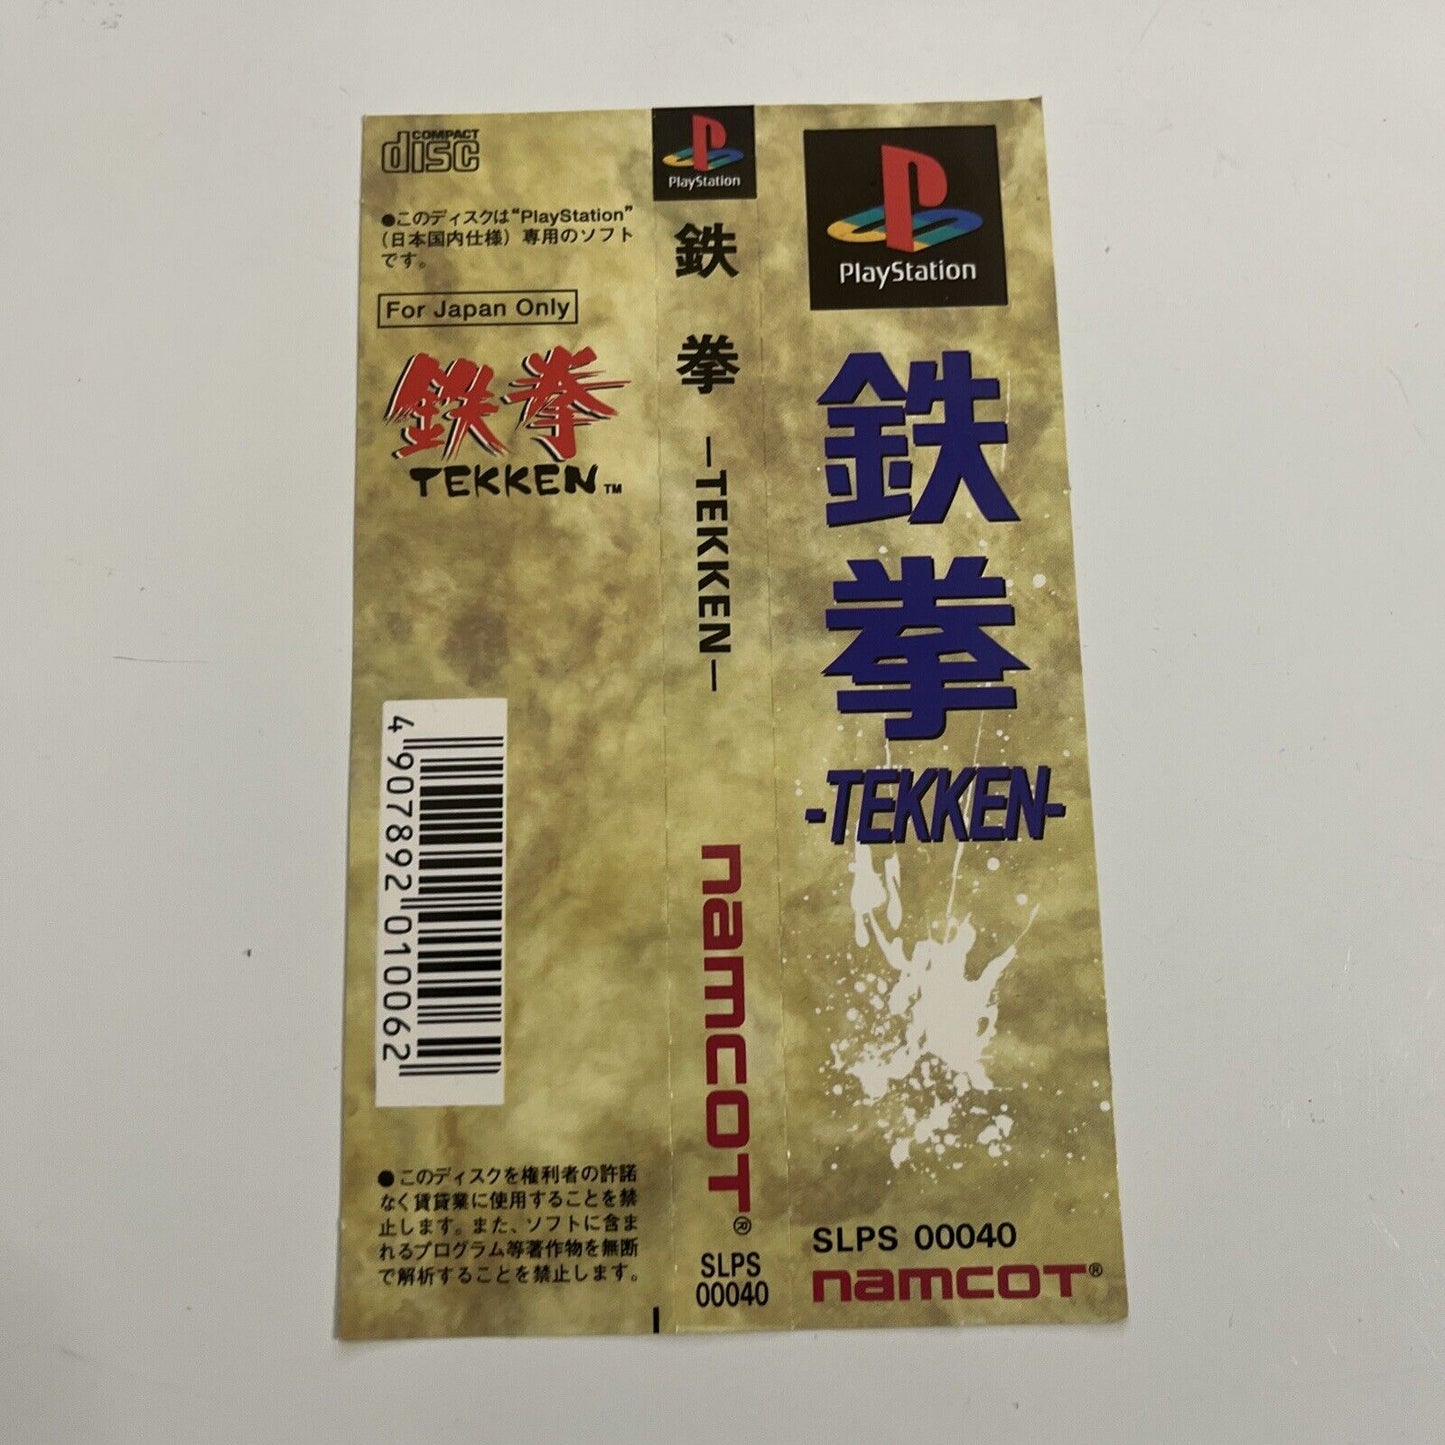 COMPACT
disc
●このディスクは“PlayStation”
(日本国内仕様) 専用のソフト
です。
For Japan Only
鉄拳
TEKKEN™
4 907892 010062
●このディスクを権利者の許諾
なく賃貸業に使用することを禁
止します。また、ソフトに含ま
れるプログラム等著作物を無断
で解析することを禁止します。
PlayStation
鉄拳 -TEKKEN-
namcot®
SLPS
00040
PlayStation
鉄
拳
-TEKKEN-
SLPS 00040
namcot®